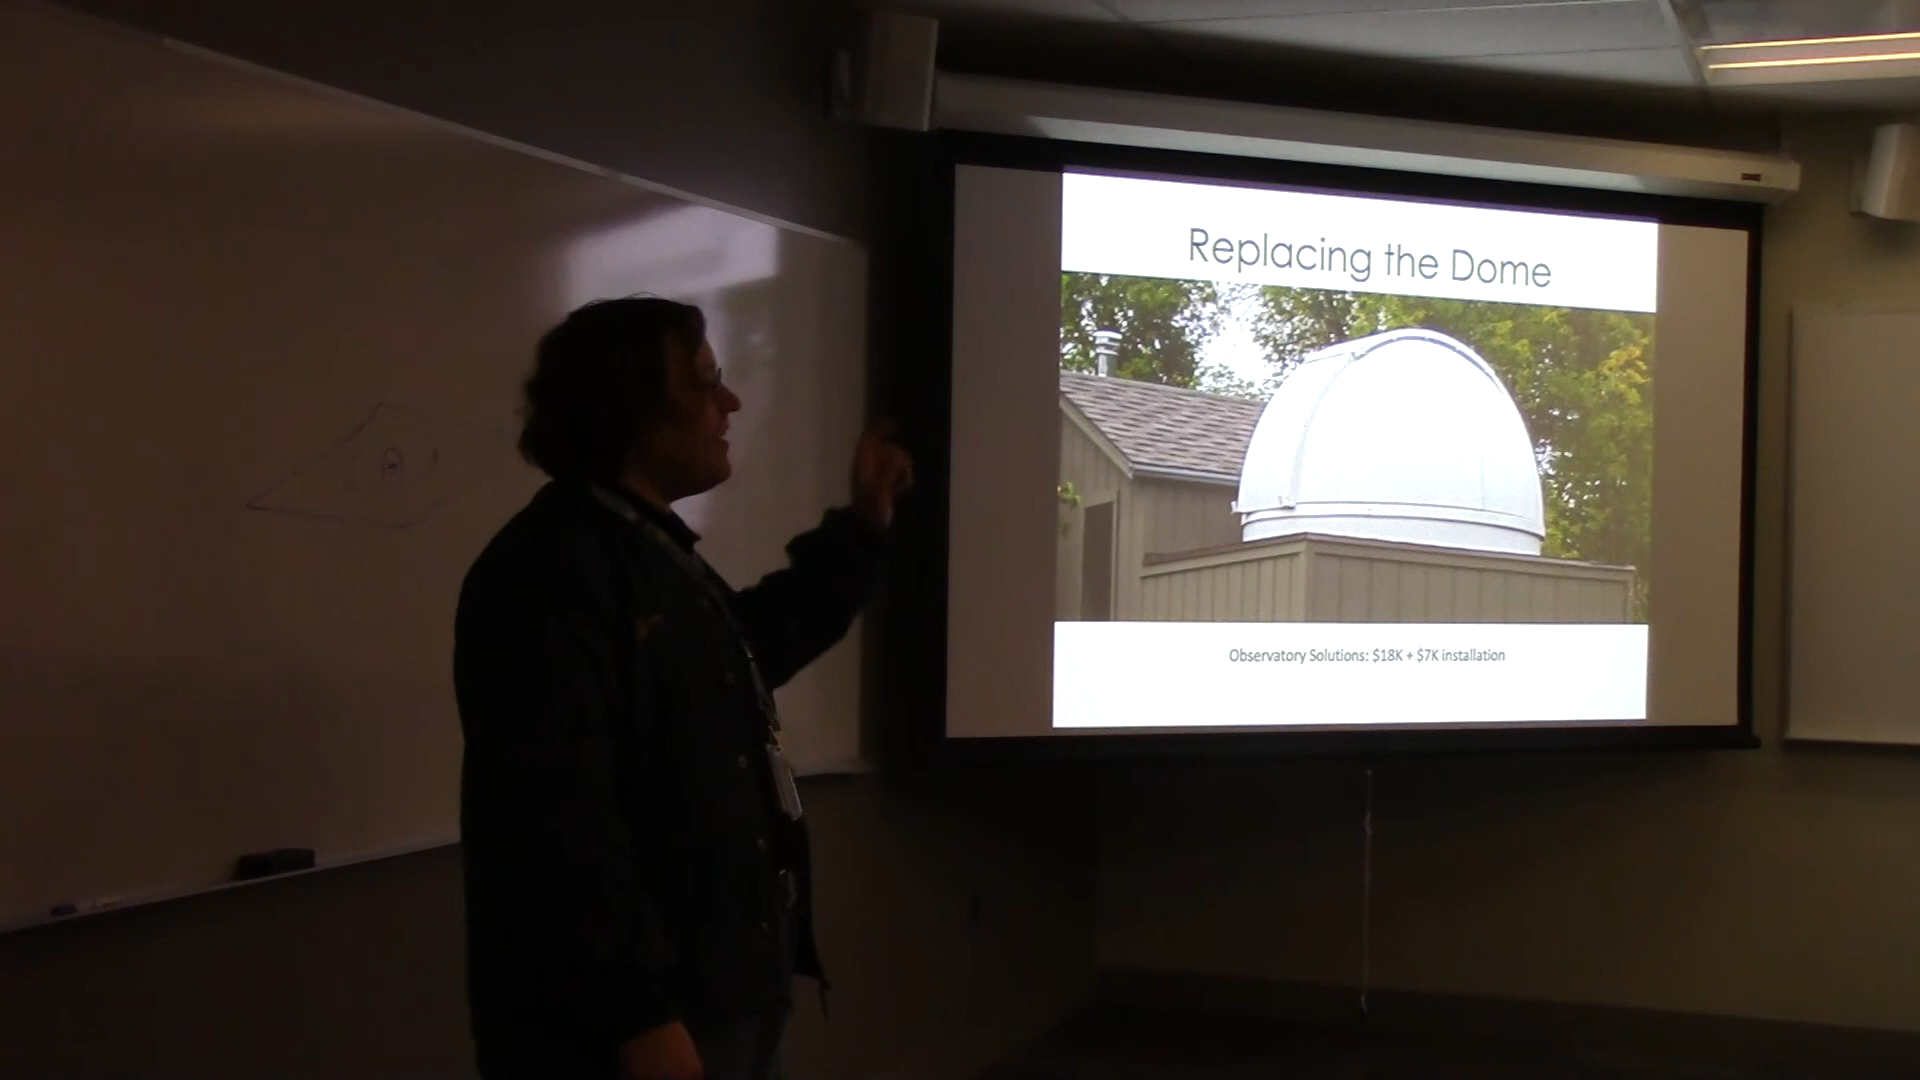 Replacing the Dome
Observatory Solutions: $18K + $7K installation